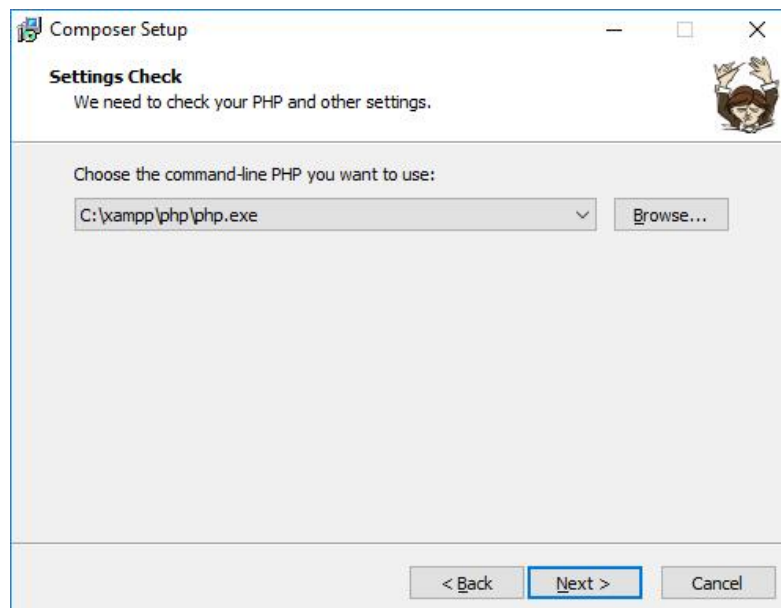 Composer Setup
Settings Check
We need to check your PHP and other settings.
Choose the command-line PHP you want to use:
C:\xampp\php\php.exe
Browse...
< Back
Next >
Cancel